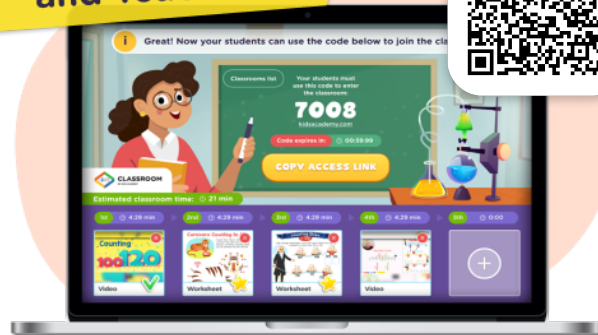 and
i Great! Now your students can use the code below to join the cla
Classrooms list
Your students must
use this code to enter
the classroom:
7008
kidsacademy.com
Code expires in: 00:59:99
COPY ACCESS LINK
CLASSROOM
Estimated classroom time: 21 min
1st 4:29 min
2nd 4:29 min
3rd 4:29 min
4th 4:29 min
5th 0:00
Counting
100 120
Video
Worksheet
Worksheet
Video